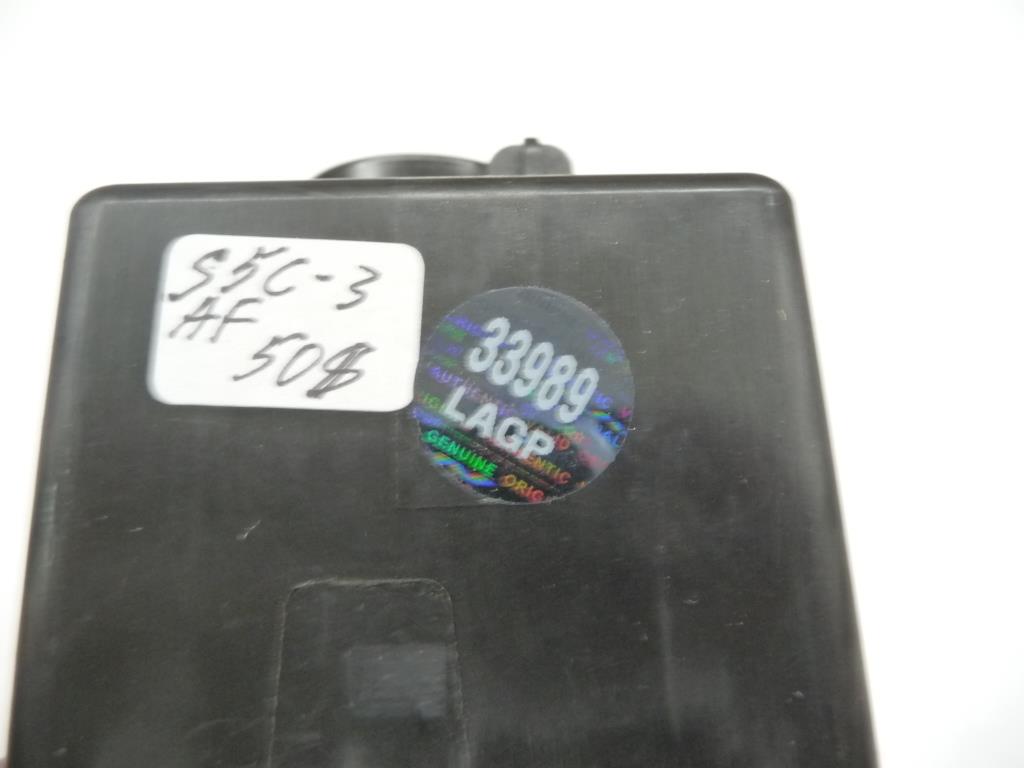 S5C-3
AF
50$
33989
LAGP
GENUINE ORIG